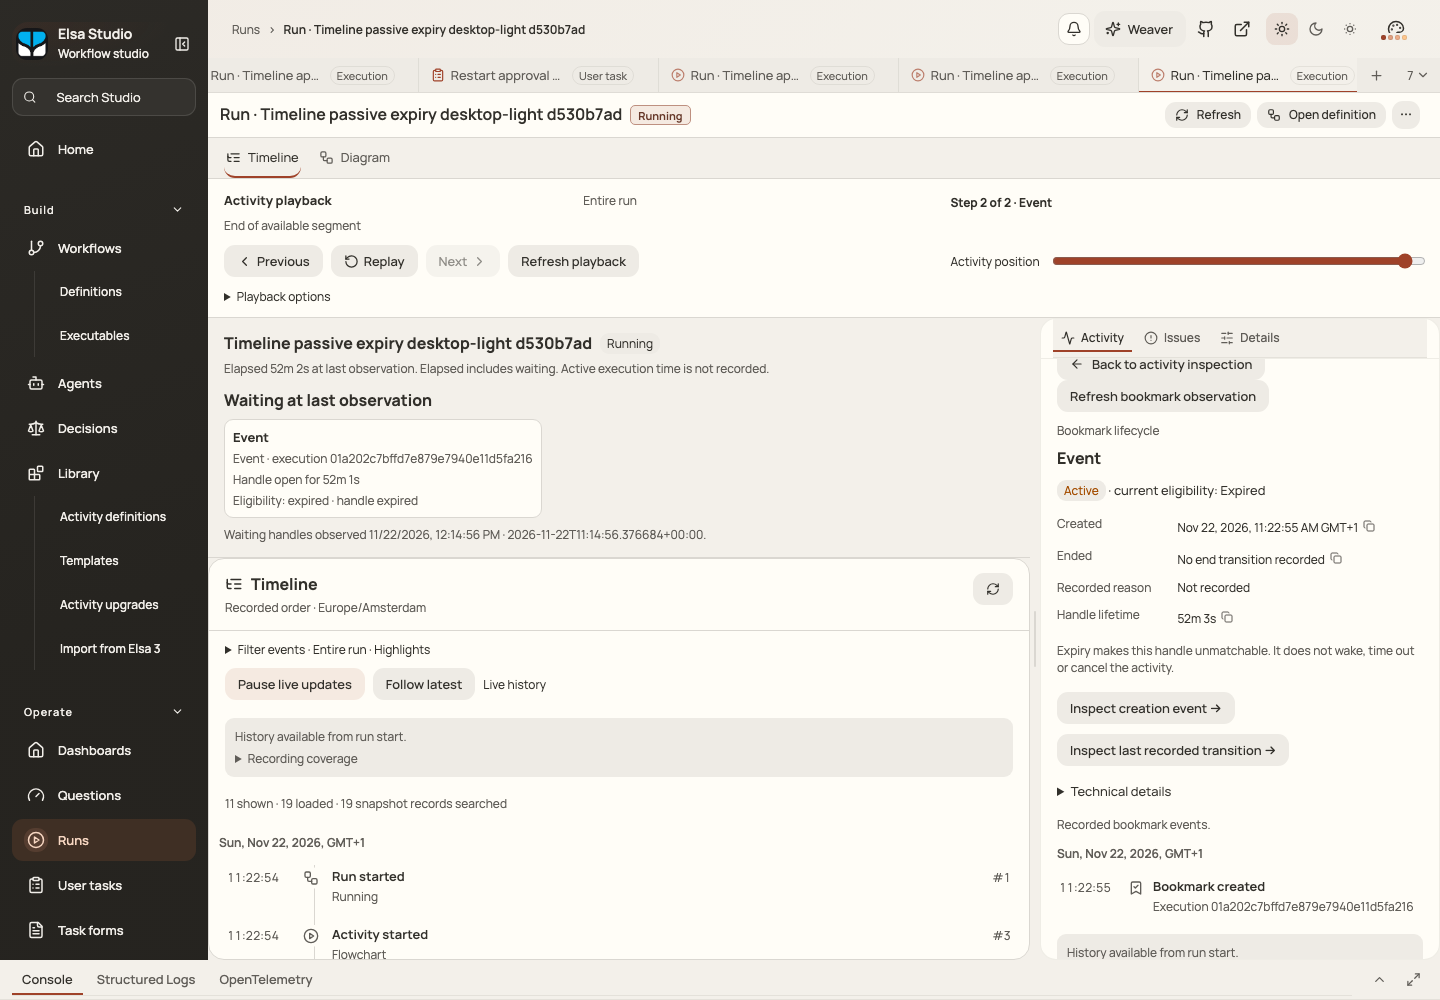 Elsa Studio
Workflow studio
Search Studio
Home
Build
Workflows
Definitions
Executables
Agents
Decisions
Library
Activity definitions
Templates
Activity upgrades
Import from Elsa 3
Operate
Dashboards
Questions
Runs
User tasks
Task forms
Runs › Run · Timeline passive expiry desktop-light d530b7ad
Weaver
Run · Timeline ap... Execution
Restart approval ... User task
Run · Timeline ap... Execution
Run · Timeline ap... Execution
Run · Timeline pa... Execution
7
Run · Timeline passive expiry desktop-light d530b7ad Running
Refresh
Open definition
Timeline
Diagram
Activity playback
Entire run
Step 2 of 2 · Event
End of available segment
Previous
Replay
Next
Refresh playback
Activity position
Playback options
Timeline passive expiry desktop-light d530b7ad Running
Elapsed 52m 2s at last observation. Elapsed includes waiting. Active execution time is not recorded.
Waiting at last observation
Event
Event · execution 01a202c7bffd7e879e7940e11d5fa216
Handle open for 52m 1s
Eligibility: expired · handle expired
Waiting handles observed 11/22/2026, 12:14:56 PM · 2026-11-22T11:14:56.376684+00:00.
Timeline
Recorded order · Europe/Amsterdam
Filter events · Entire run · Highlights
Pause live updates
Follow latest
Live history
History available from run start.
Recording coverage
11 shown · 19 loaded · 19 snapshot records searched
Sun, Nov 22, 2026, GMT+1
11:22:54 Run started #1
Running
11:22:54 Activity started #3
Flowchart
Activity
Issues
Details
Back to activity inspection
Refresh bookmark observation
Bookmark lifecycle
Event
Active · current eligibility: Expired
Created Nov 22, 2026, 11:22:55 AM GMT+1
Ended No end transition recorded
Recorded reason Not recorded
Handle lifetime 52m 3s
Expiry makes this handle unmatchable. It does not wake, time out
or cancel the activity.
Inspect creation event →
Inspect last recorded transition →
Technical details
Recorded bookmark events.
Sun, Nov 22, 2026, GMT+1
11:22:55 Bookmark created
Execution 01a202c7bffd7e879e7940e11d5fa216
History available from run start.
Console
Structured Logs
OpenTelemetry